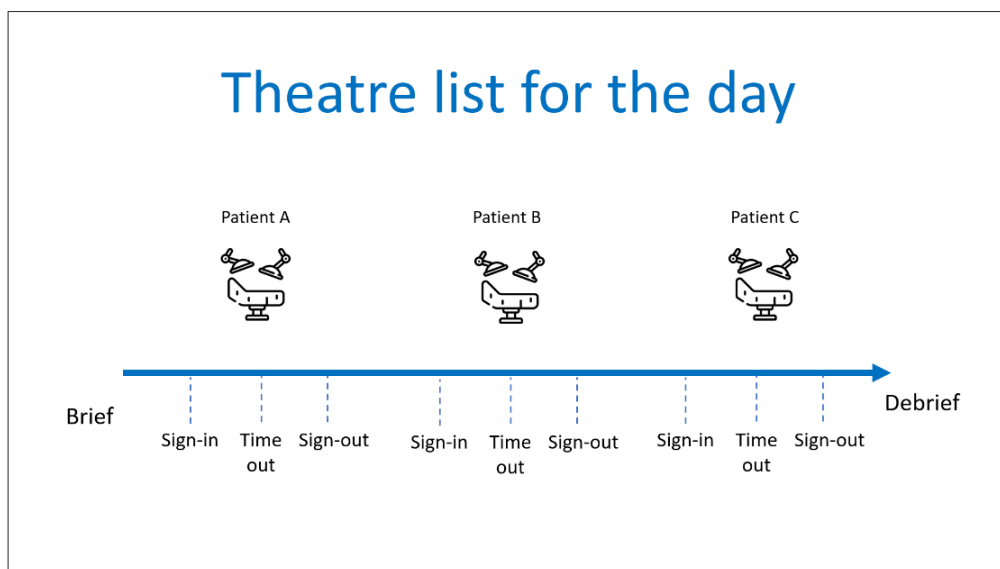 Theatre list for the day
Patient A
Patient B
Patient C
Brief
Debrief
Sign-in
Time
out
Sign-out
Sign-in
Time
out
Sign-out
Sign-in
Time
out
Sign-out